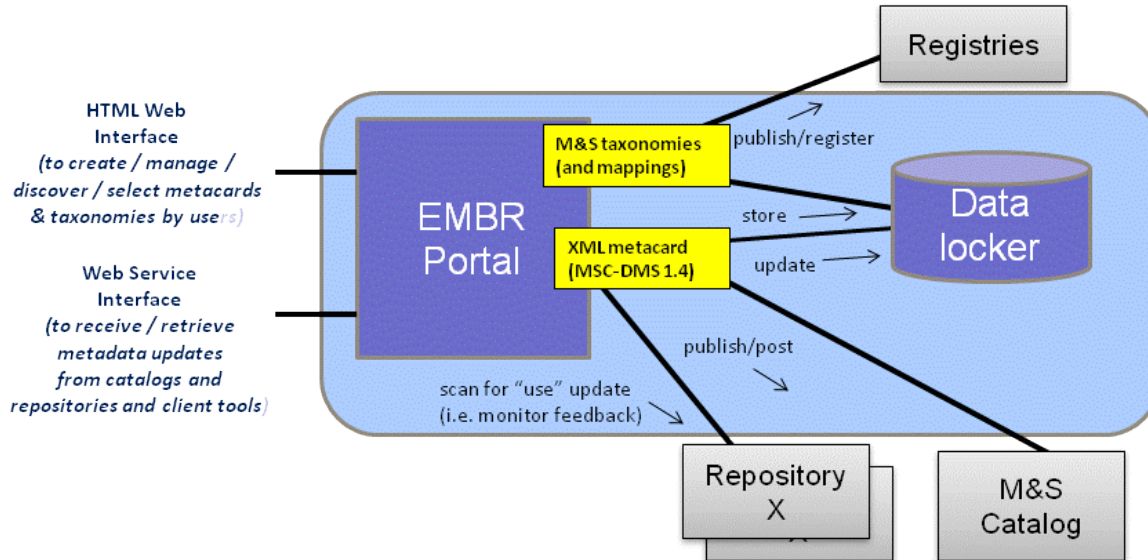 Registries
HTML Web
Interface
(to create / manage /
discover / select metacards
& taxonomies by users)
Web Service
Interface
(to receive / retrieve
metadata updates
from catalogs and
repositories and client tools)
EMBR
Portal
M&S taxonomies
(and mappings)
publish/register
XML metacard
(MSC-DMS 1.4)
store
update
Data
locker
publish/post
scan for “use” update
(i.e. monitor feedback)
Repository
X
X
M&S
Catalog